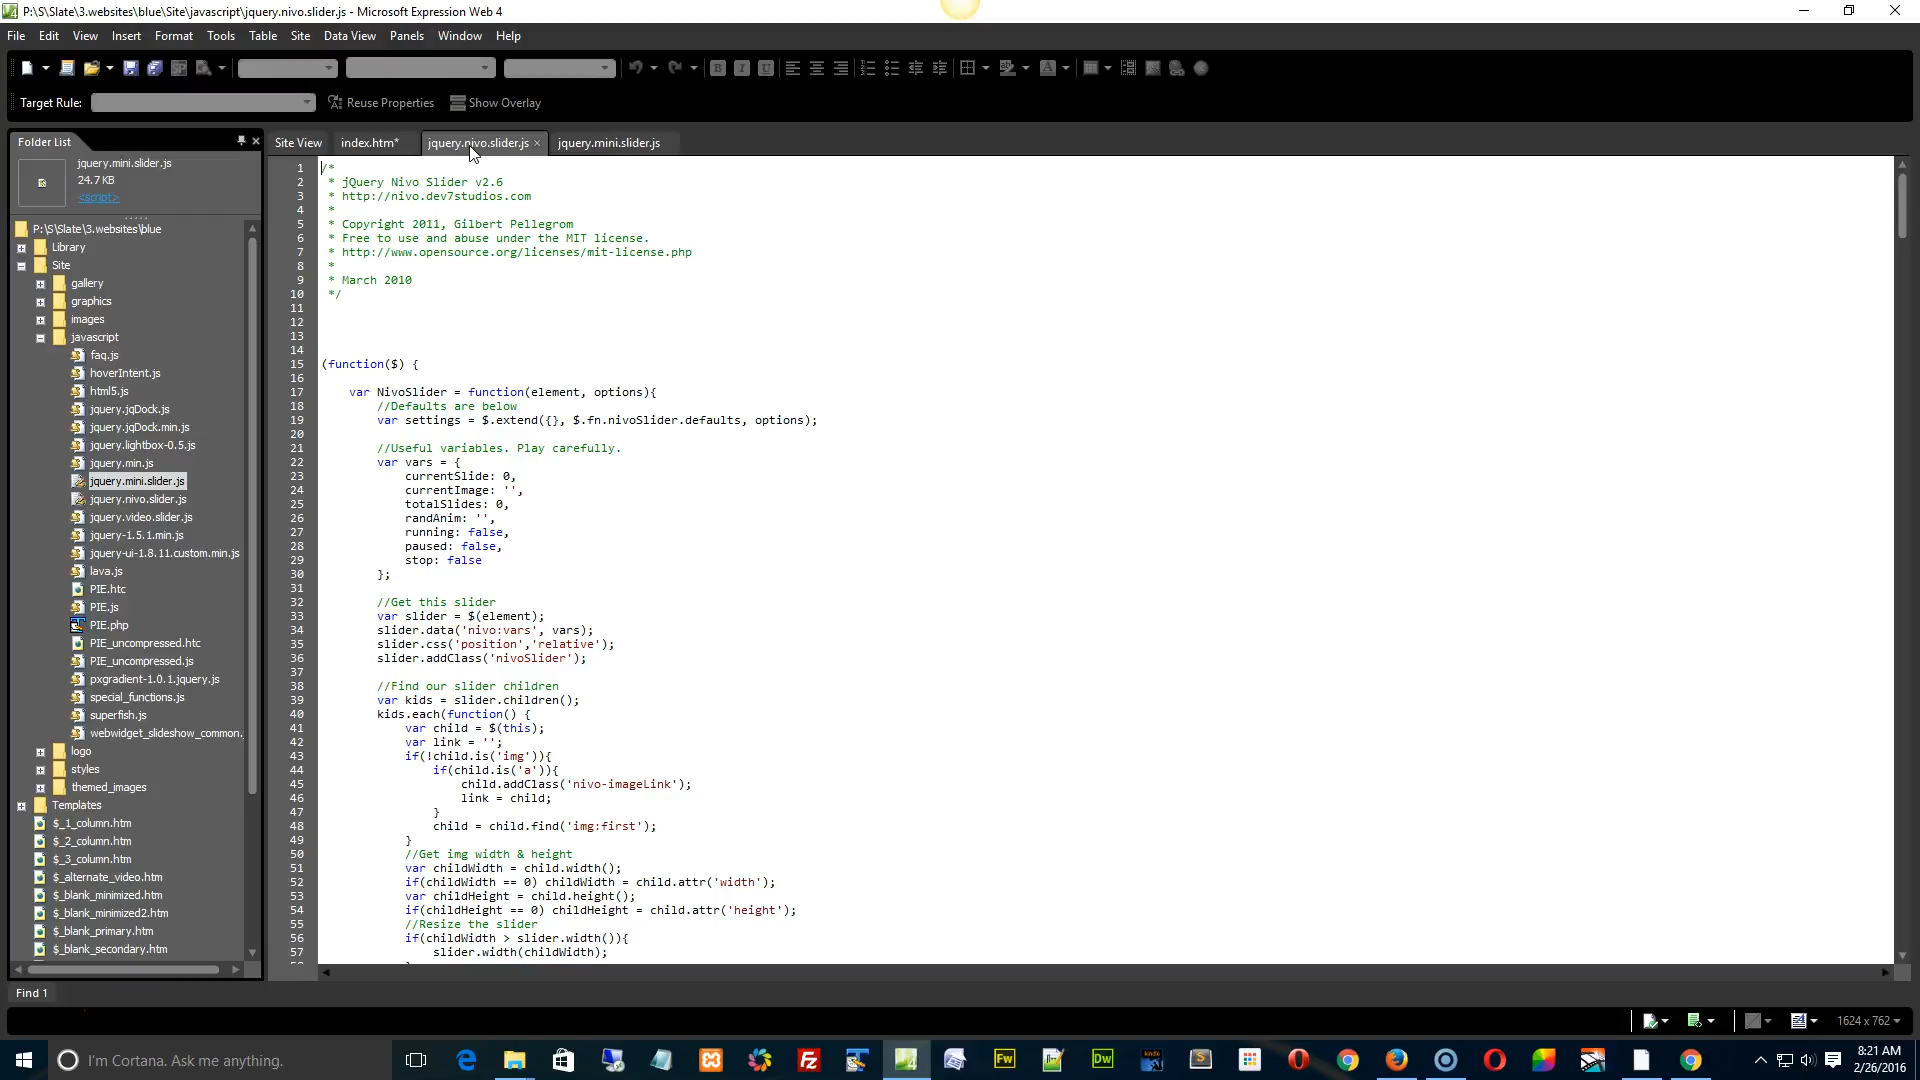 P:\S\Slate\3.websites\blue\Site\javascript\jquery.nivo.slider.js - Microsoft Expression Web 4
File Edit View Insert Format Tools Table Site Data View Panels Window Help
Target Rule: Reuse Properties Show Overlay
Folder List
jquery.mini.slider.js
24.7 KB
<script>
P:\S\Slate\3.websites\blue
Library
Site
gallery
graphics
images
javascript
faq.js
hoverIntent.js
html5.js
jquery.jqDock.js
jquery.jqDock.min.js
jquery.lightbox-0.5.js
jquery.min.js
jquery.mini.slider.js
jquery.nivo.slider.js
jquery.video.slider.js
jquery-1.5.1.min.js
jquery-ui-1.8.11.custom.min.js
lava.js
PIE.htc
PIE.js
PIE.php
PIE_uncompressed.htc
PIE_uncompressed.js
pxgradient-1.0.1.jquery.js
special_functions.js
superfish.js
webwidget_slideshow_common.
logo
styles
themed_images
Templates
$_1_column.htm
$_2_column.htm
$_3_column.htm
$_alternate_video.htm
$_blank_minimized.htm
$_blank_minimized2.htm
$_blank_primary.htm
$_blank_secondary.htm
Site View index.htm* jquery.nivo.slider.js × jquery.mini.slider.js
1 /*
2 * jQuery Nivo Slider v2.6
3 * http://nivo.dev7studios.com
4 *
5 * Copyright 2011, Gilbert Pellegrom
6 * Free to use and abuse under the MIT license.
7 * http://www.opensource.org/licenses/mit-license.php
8 *
9 * March 2010
10 */
11
12
13
14
15 (function($) {
16
17 var NivoSlider = function(element, options){
18 //Defaults are below
19 var settings = $.extend({}, $.fn.nivoSlider.defaults, options);
20
21 //Useful variables. Play carefully.
22 var vars = {
23 currentSlide: 0,
24 currentImage: '',
25 totalSlides: 0,
26 randAnim: '',
27 running: false,
28 paused: false,
29 stop: false
30 };
31
32 //Get this slider
33 var slider = $(element);
34 slider.data('nivo:vars', vars);
35 slider.css('position','relative');
36 slider.addClass('nivoSlider');
37
38 //Find our slider children
39 var kids = slider.children();
40 kids.each(function() {
41 var child = $(this);
42 var link = '';
43 if(!child.is('img')){
44 if(child.is('a')){
45 child.addClass('nivo-imageLink');
46 link = child;
47 }
48 child = child.find('img:first');
49 }
50 //Get img width & height
51 var childWidth = child.width();
52 if(childWidth == 0) childWidth = child.attr('width');
53 var childHeight = child.height();
54 if(childHeight == 0) childHeight = child.attr('height');
55 //Resize the slider
56 if(childWidth > slider.width()){
57 slider.width(childWidth);
Find 1
1624 x 762
I'm Cortana. Ask me anything.
Fw
Dw
kindle
8:21 AM
2/26/2016